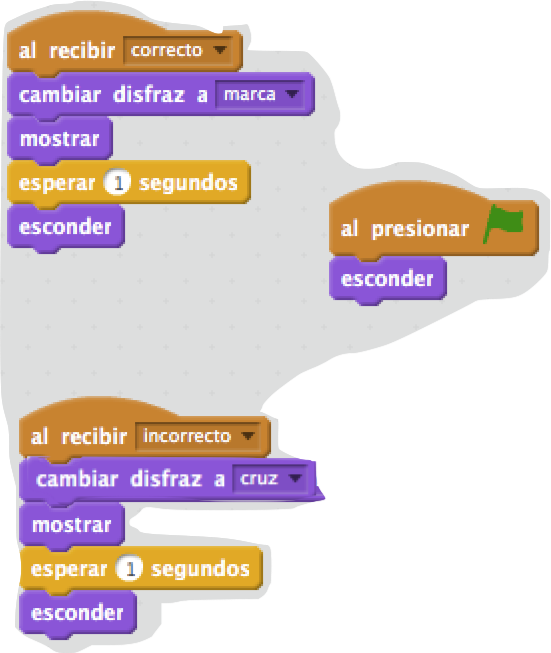 al recibir correcto
cambiar disfraz a marca
mostrar
esperar 1 segundos
esconder
al presionar
esconder
al recibir incorrecto
cambiar disfraz a cruz
mostrar
esperar 1 segundos
esconder